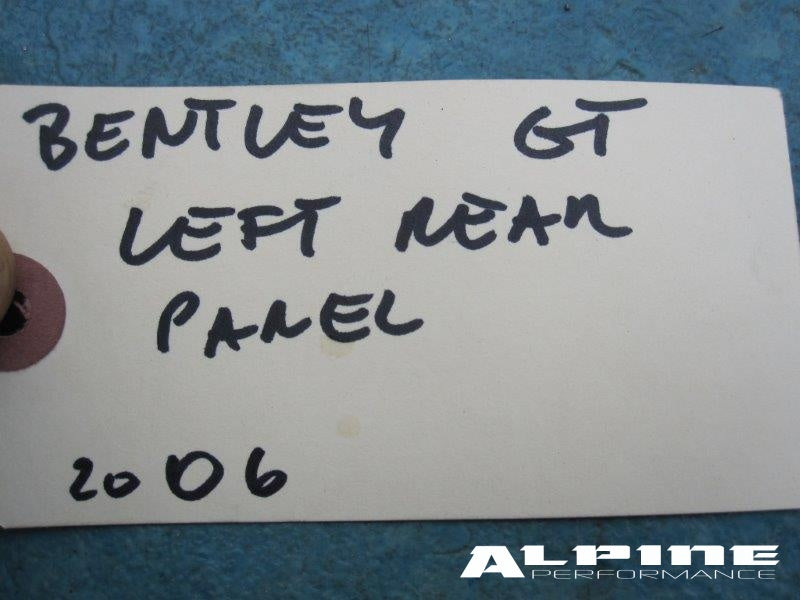 BENTLEY GT
LEFT REAR
PANEL
2006
ALPINE
PERFORMANCE